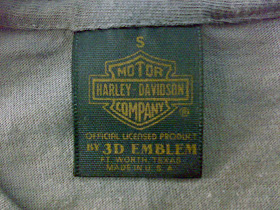 S
MOTOR
HARLEY-DAVIDSON
COMPANY
®
OFFICIAL LICENSED PRODUCT
BY 3D EMBLEM
FT. WORTH, TEXAS
MADE IN U.S.A.